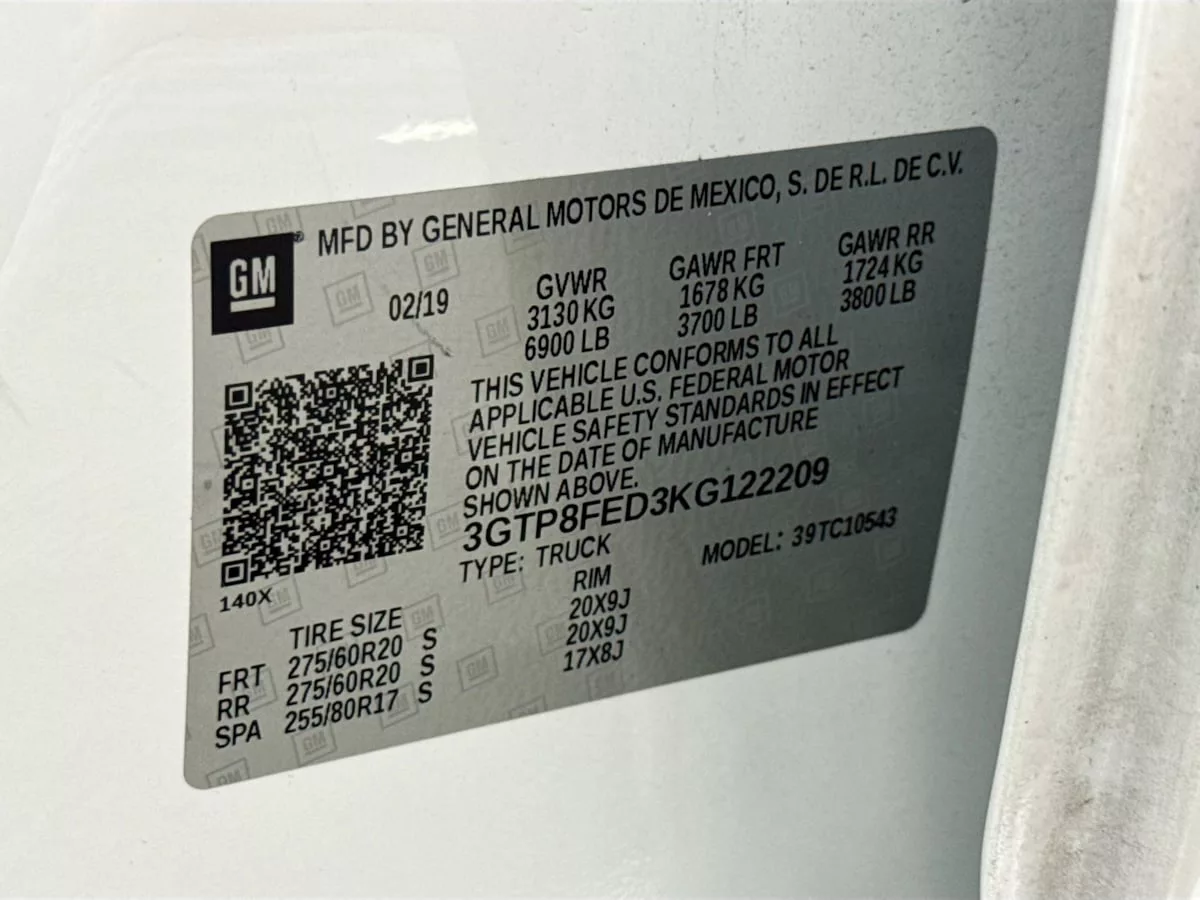 MFD BY GENERAL MOTORS DE MEXICO, S. DE R.L. DE C.V.
GM
02/19
GVWR GAWR FRT GAWR RR
3130 KG 1678 KG 1724 KG
6900 LB 3700 LB 3800 LB
THIS VEHICLE CONFORMS TO ALL
APPLICABLE U.S. FEDERAL MOTOR
VEHICLE SAFETY STANDARDS IN EFFECT
ON THE DATE OF MANUFACTURE
SHOWN ABOVE.
3GTP8FED3KG122209
TYPE: TRUCK MODEL: 39TC10543
140X
TIRE SIZE RIM
FRT 275/60R20 S 20X9J
RR 275/60R20 S 20X9J
SPA 255/80R17 S 17X8J